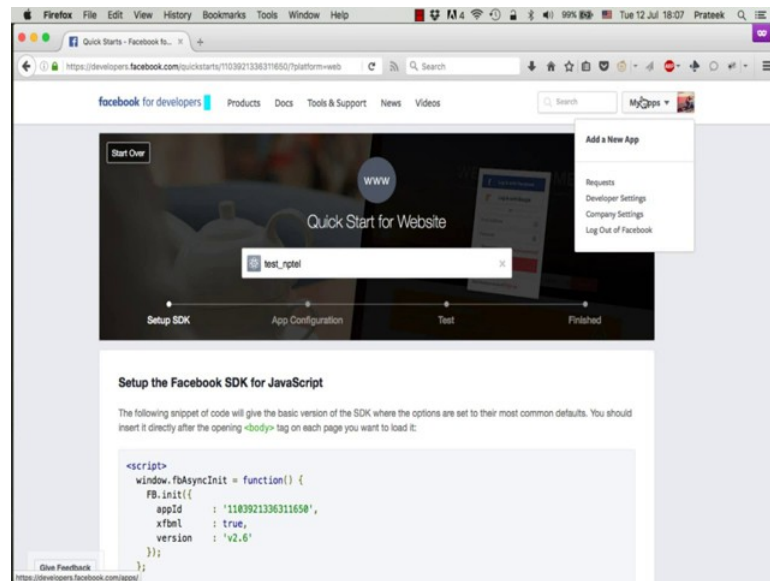 Firefox File Edit View History Bookmarks Tools Window Help 4 99% Tue 12 Jul 18:07 Prateek
Quick Starts - Facebook fo...
https://developers.facebook.com/quickstarts/1103921336311650/?platform=web Search
facebook for developers Products Docs Tools & Support News Videos Search My Apps
Add a New App
Requests
Developer Settings
Company Settings
Log Out of Facebook
Start Over
www
Quick Start for Website
test_nptel
Setup SDK App Configuration Test Finished
Setup the Facebook SDK for JavaScript
The following snippet of code will give the basic version of the SDK where the options are set to their most common defaults. You should
insert it directly after the opening <body> tag on each page you want to load it:
<script>
window.fbAsyncInit = function() {
FB.init({
appId : '1103921336311650',
xfbml : true,
version : 'v2.6'
});
};
Give Feedback
https://developers.facebook.com/apps/